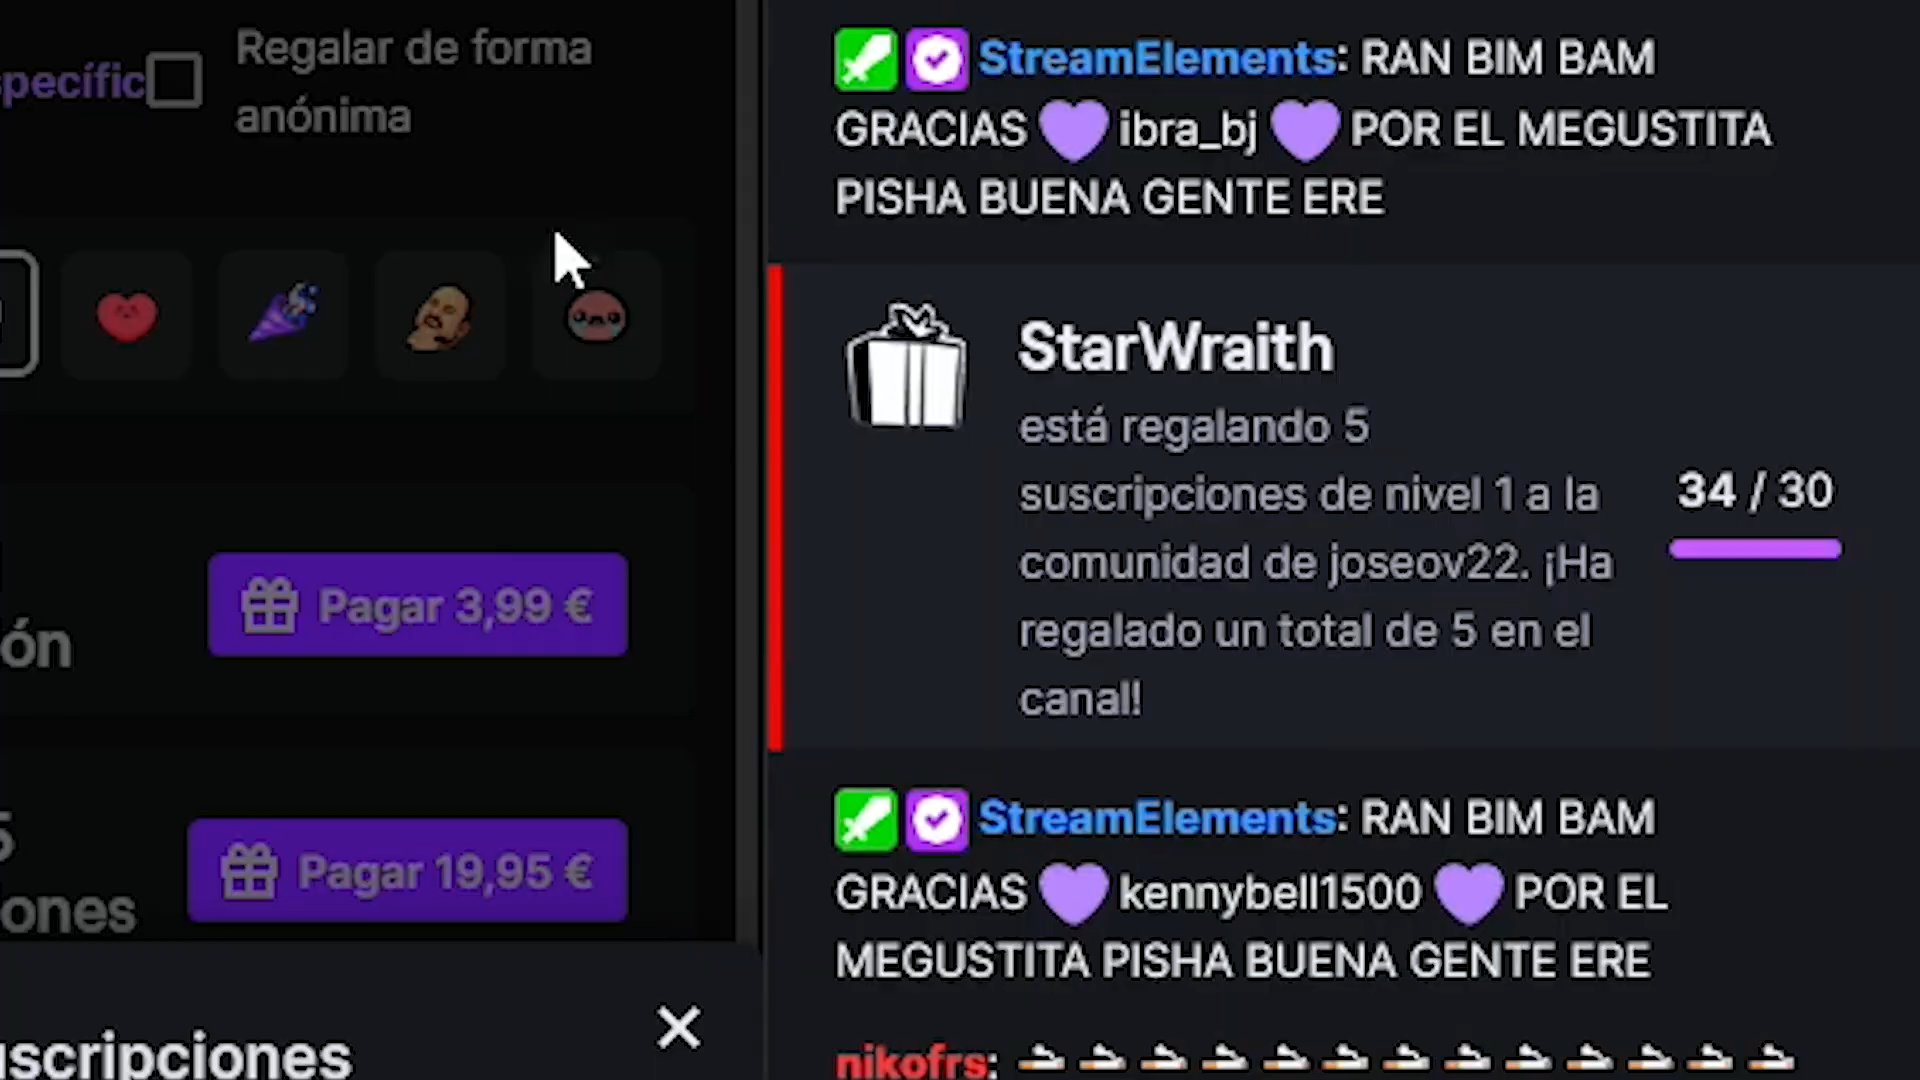 Regalar de forma
anónima
Pagar 3,99 €
ón
5
Pagar 19,95 €
ones
StreamElements: RAN BIM BAM
GRACIAS 💜 ibra_bj 💜 POR EL MEGUSTITA
PISHA BUENA GENTE ERE
StarWraith
está regalando 5
suscripciones de nivel 1 a la
comunidad de joseov22. ¡Ha
regalado un total de 5 en el
canal!
34 / 30
StreamElements: RAN BIM BAM
GRACIAS 💜 kennybell1500 💜 POR EL
MEGUSTITA PISHA BUENA GENTE ERE
nikofrs: